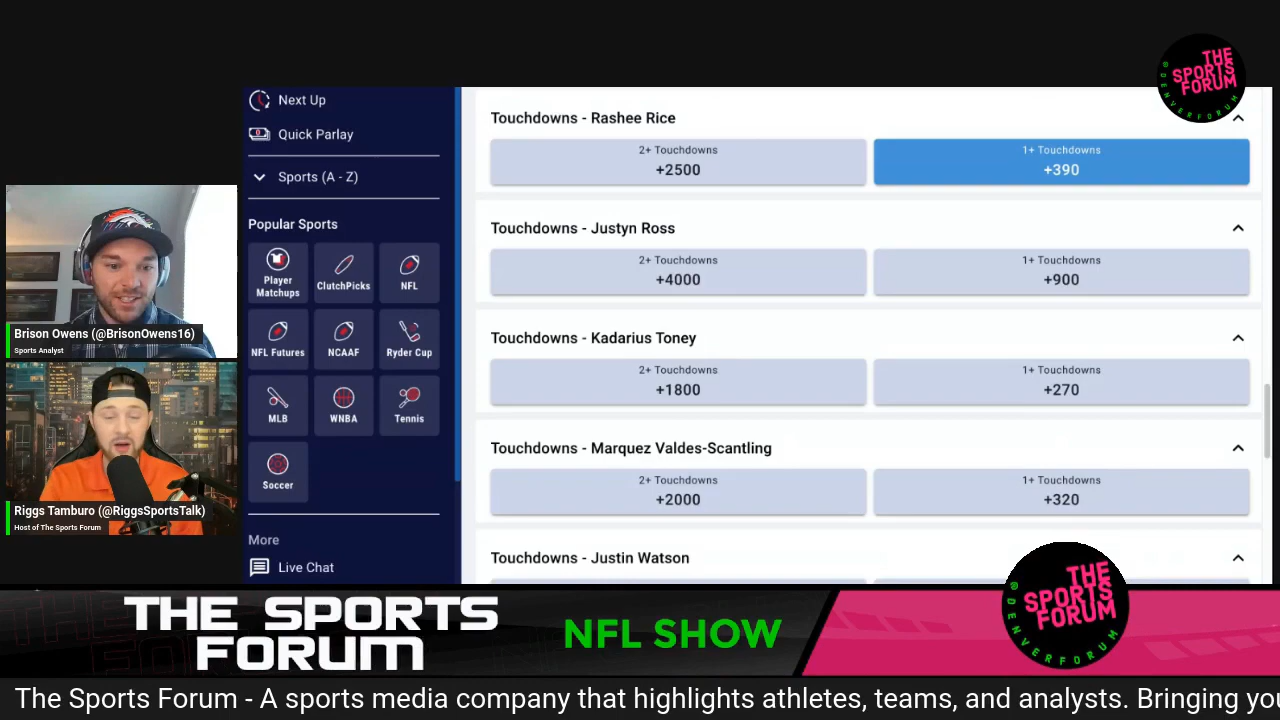 THE
SPORTS
FORUM
@DENVERFORUM
Next Up
Quick Parlay
Sports (A - Z)
Popular Sports
Player
Matchups
ClutchPicks
NFL
NFL Futures
NCAAF
Ryder Cup
MLB
WNBA
Tennis
Soccer
More
Live Chat
Touchdowns - Rashee Rice
2+ Touchdowns
+2500
1+ Touchdowns
+390
Touchdowns - Justyn Ross
2+ Touchdowns
+4000
1+ Touchdowns
+900
Touchdowns - Kadarius Toney
2+ Touchdowns
+1800
1+ Touchdowns
+270
Touchdowns - Marquez Valdes-Scantling
2+ Touchdowns
+2000
1+ Touchdowns
+320
Touchdowns - Justin Watson
Brison Owens (@BrisonOwens16)
Sports Analyst
Riggs Tamburo (@RiggsSportsTalk)
Host of The Sports Forum
THE SPORTS
FORUM
NFL SHOW
THE
SPORTS
FORUM
@DENVERFORUM
The Sports Forum - A sports media company that highlights athletes, teams, and analysts. Bringing you